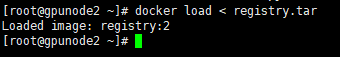 [root@gpunode2 ~]# docker load < registry.tar
Loaded image: registry:2
[root@gpunode2 ~]#